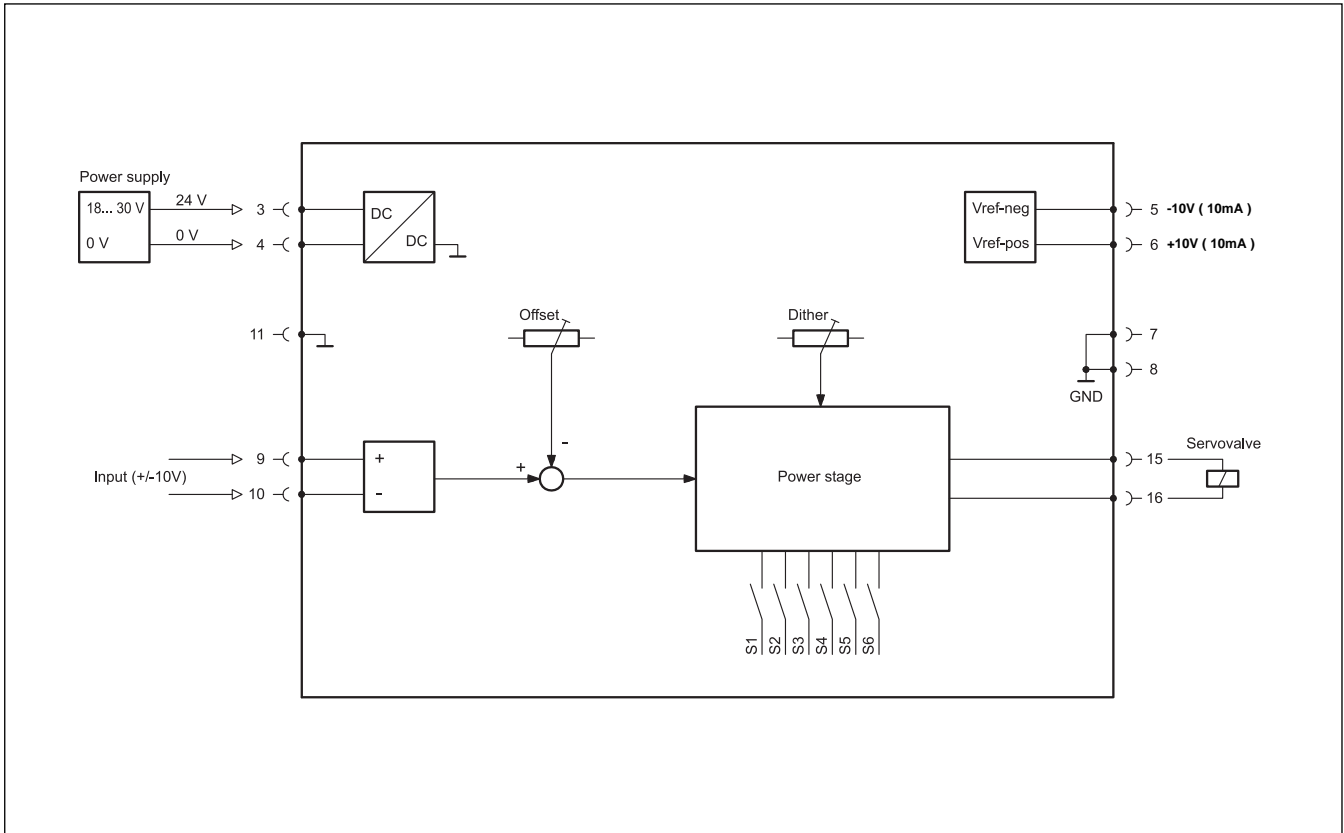 Power supply
18... 30 V
24 V
3
0 V
0 V
4
DC
DC
Vref-neg
5 -10V ( 10mA )
Vref-pos
6 +10V ( 10mA )
11
Offset
Dither
7
8
GND
-
+
Input (+/-10V)
9
10
+
-
Power stage
Servovalve
15
16
S1
S2
S3
S4
S5
S6